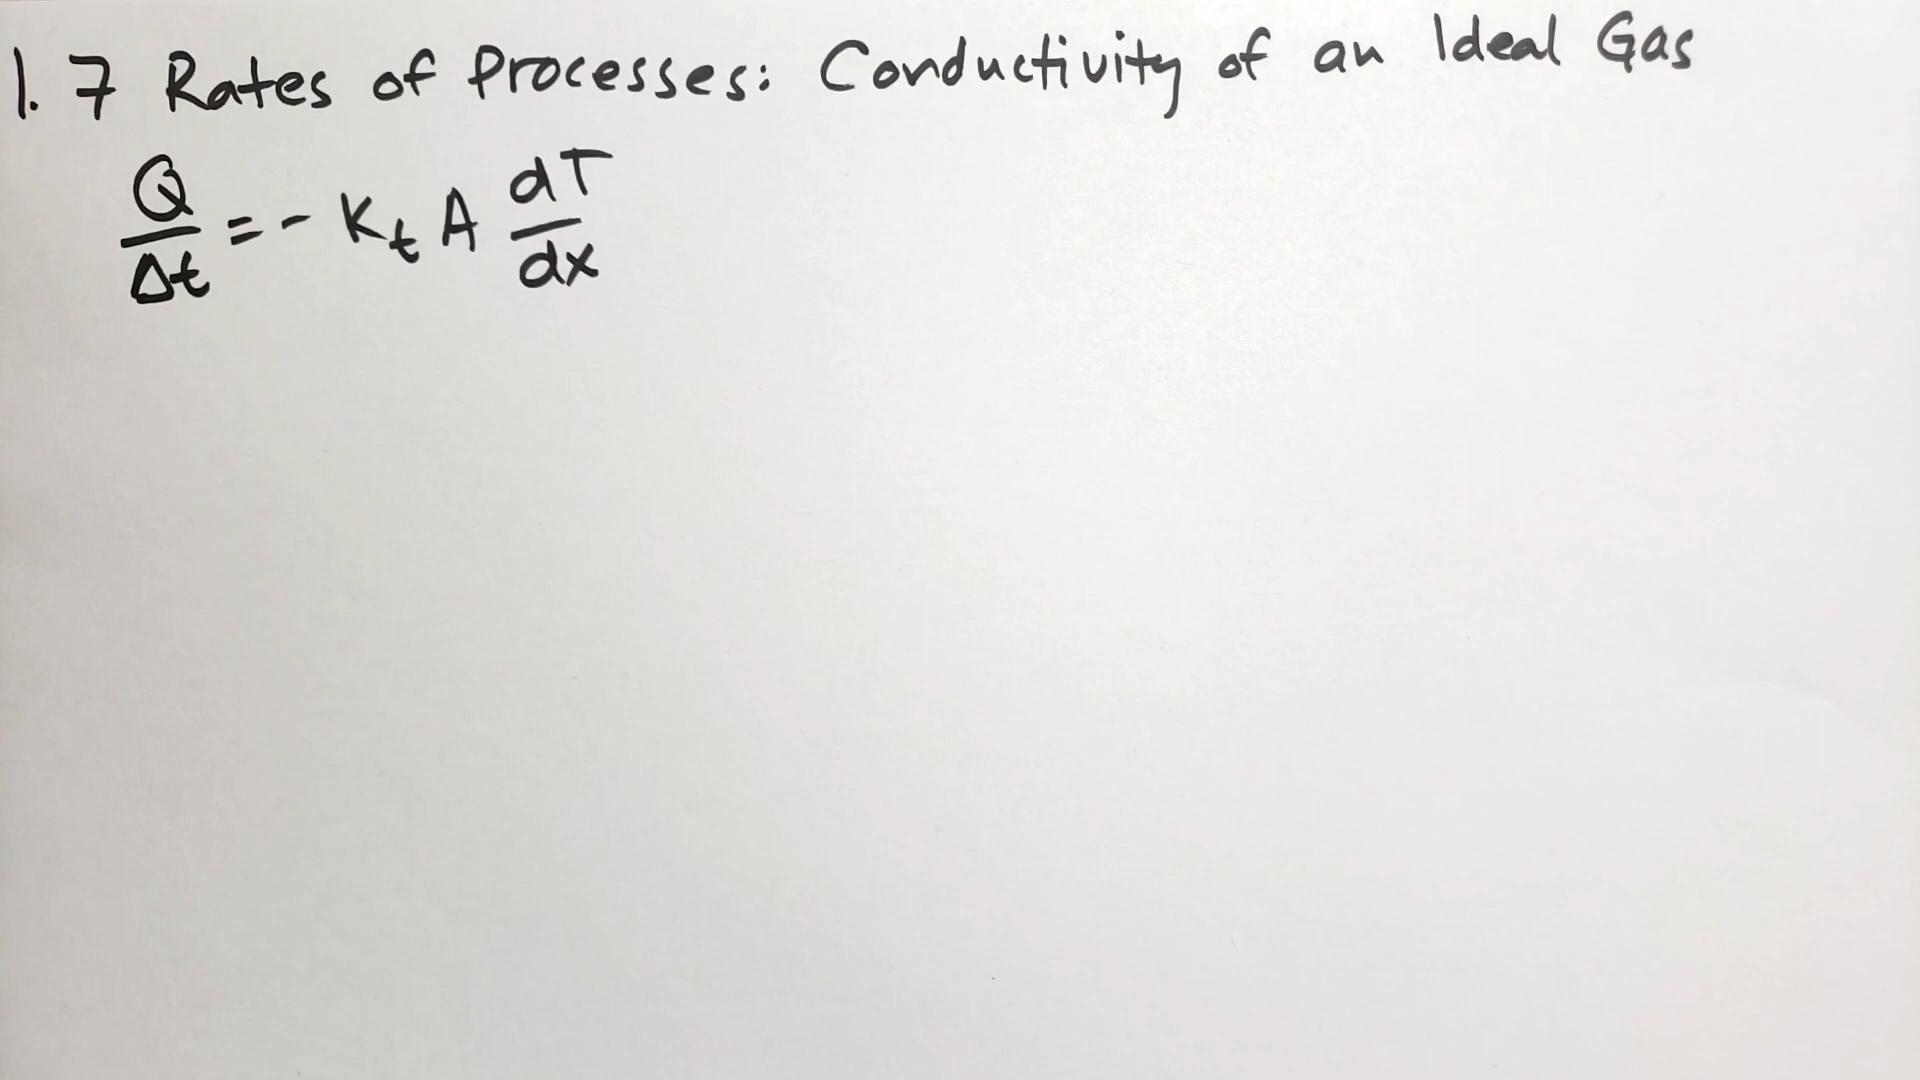 1.7 Rates of Processes: Conductivity of an Ideal Gas
Q/Δt = - K_t A dT/dx